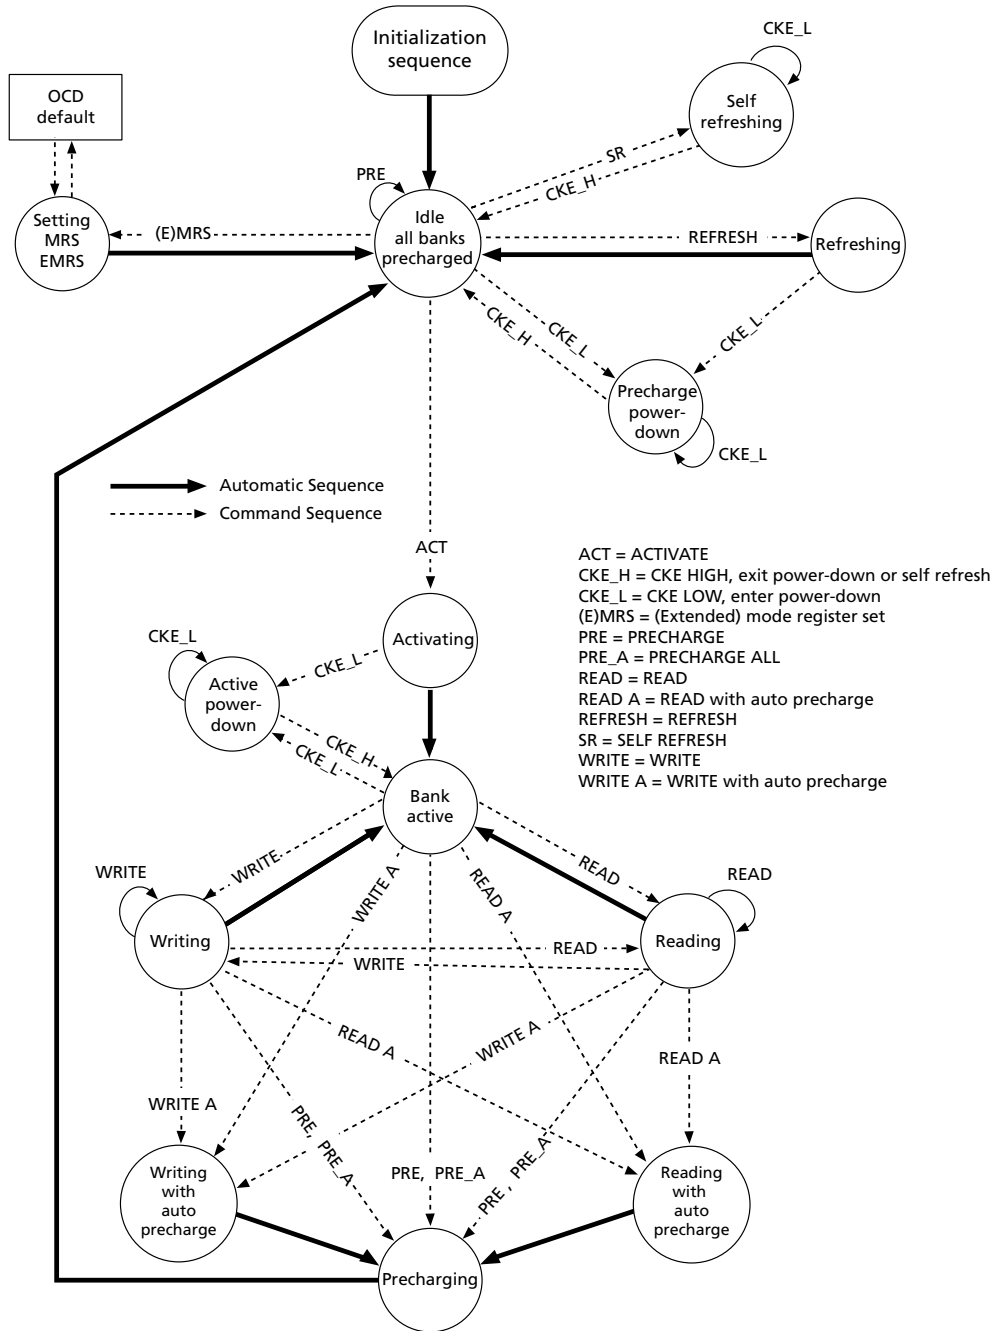 Initialization
sequence
CKE_L
OCD
default
Self
refreshing
SR
CKE_H
PRE
Setting
MRS
EMRS
(E)MRS
Idle
all banks
precharged
REFRESH
Refreshing
CKE_H
CKE_L
CKE_L
Precharge
power-
down
CKE_L
Automatic Sequence
Command Sequence
ACT
ACT = ACTIVATE
CKE_H = CKE HIGH, exit power-down or self refresh
CKE_L = CKE LOW, enter power-down
(E)MRS = (Extended) mode register set
PRE = PRECHARGE
PRE_A = PRECHARGE ALL
READ = READ
READ A = READ with auto precharge
REFRESH = REFRESH
SR = SELF REFRESH
WRITE = WRITE
WRITE A = WRITE with auto precharge
Activating
CKE_L
CKE_L
Active
power-
down
CKE_H
CKE_L
Bank
active
WRITE
WRITE
WRITE A
READ A
READ
READ
Writing
READ
WRITE
Reading
READ A
WRITE A
READ A
WRITE A
PRE, PRE_A
PRE, PRE_A
PRE , PRE_A
Writing
with
auto
precharge
Reading
with
auto
precharge
Precharging